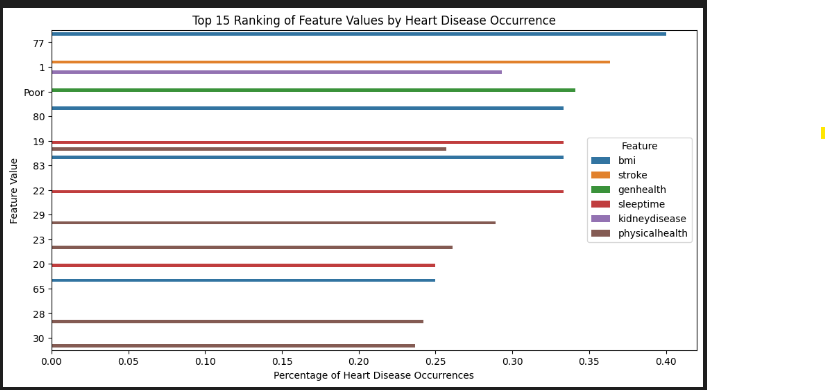 Top 15 Ranking of Feature Values by Heart Disease Occurrence
Feature Value
77
1
Poor
80
19
83
22
29
23
20
65
28
30
Feature
bmi
stroke
genhealth
sleeptime
kidneydisease
physicalhealth
0.00 0.05 0.10 0.15 0.20 0.25 0.30 0.35 0.40
Percentage of Heart Disease Occurrences